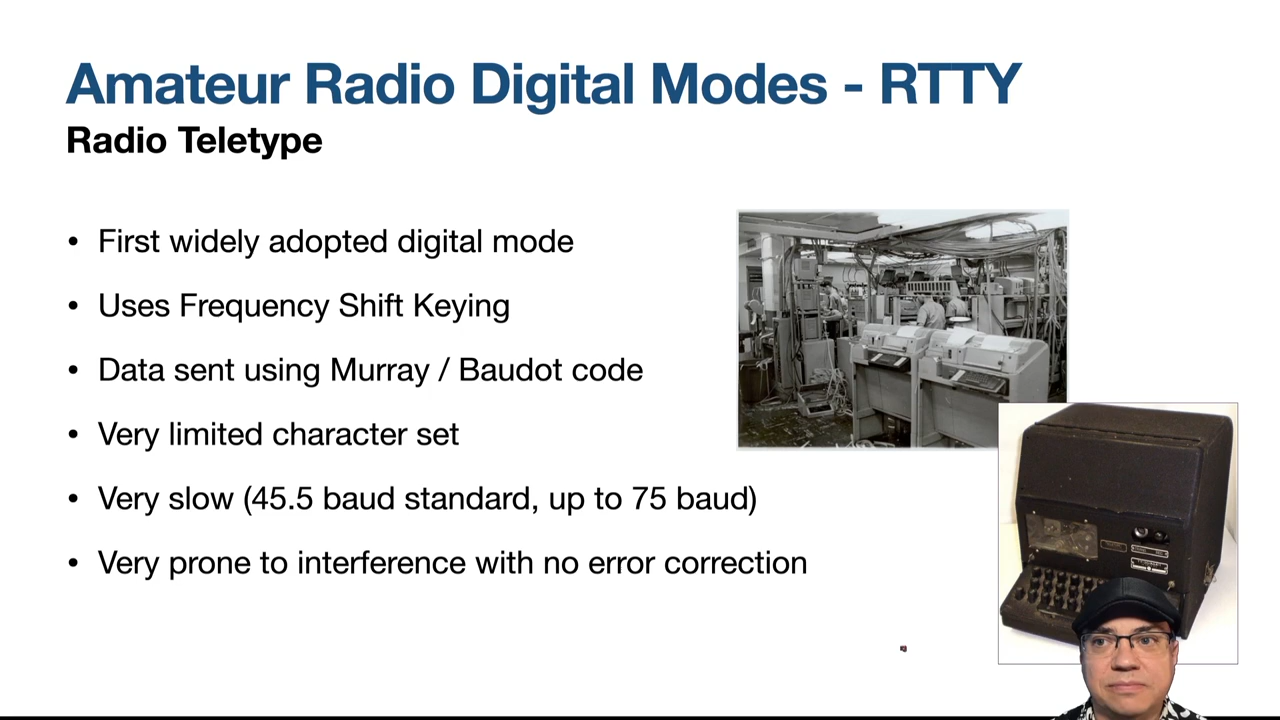 Amateur Radio Digital Modes - RTTY
Radio Teletype
• First widely adopted digital mode
• Uses Frequency Shift Keying
• Data sent using Murray / Baudot code
• Very limited character set
• Very slow (45.5 baud standard, up to 75 baud)
• Very prone to interference with no error correction